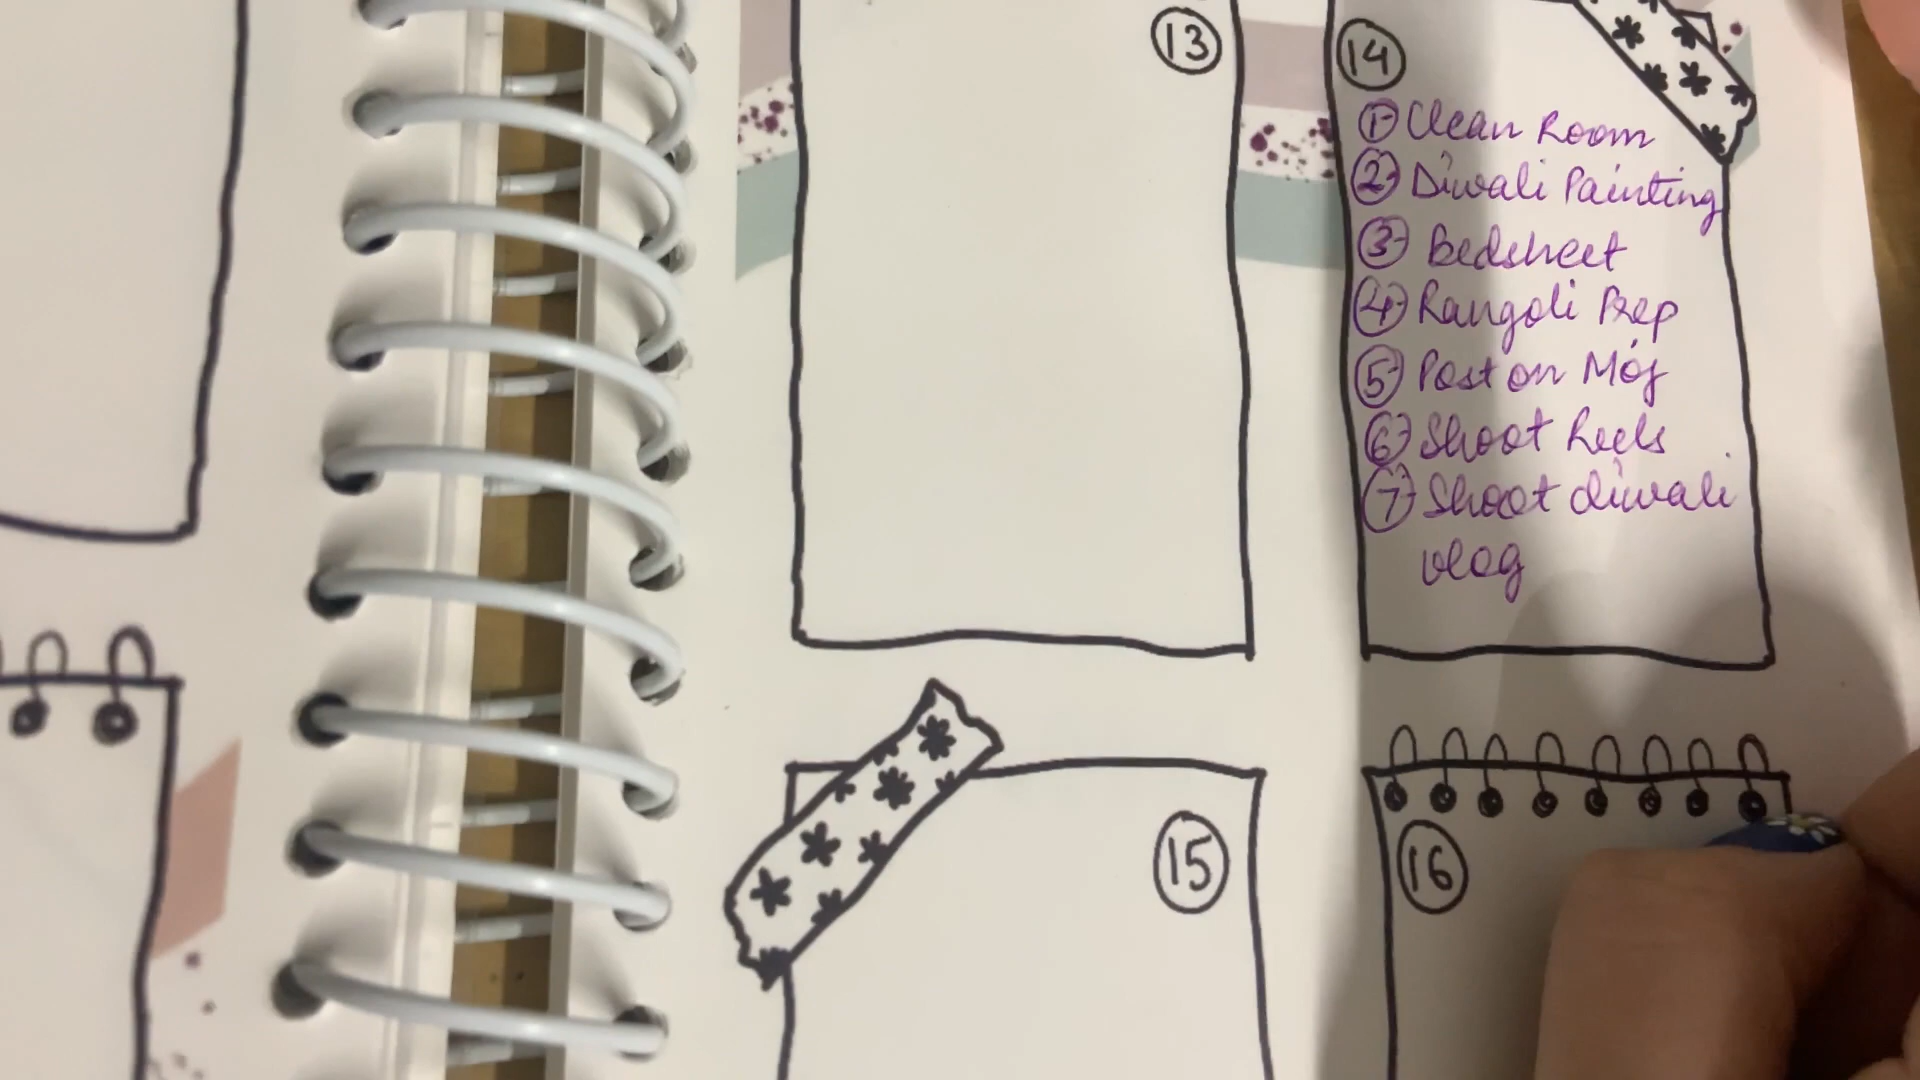 13
14
1 Clean Room
2 Diwali Painting
3 Bedsheet
4 Rangoli Prep
5 Post on Moj
6 Shoot Reels
7 Shoot diwali
vlog
15
16